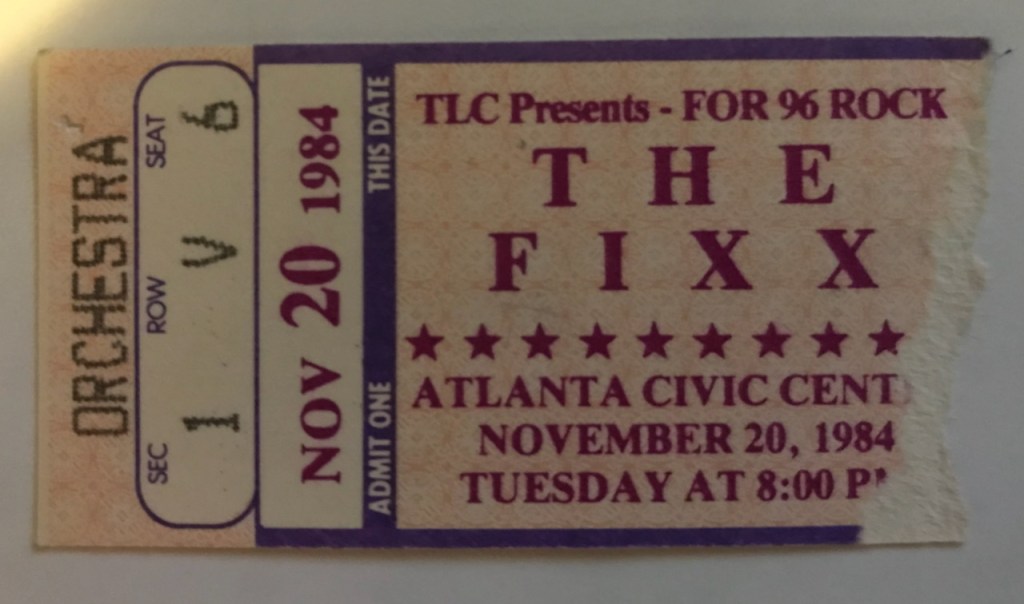 ORCHESTRA
SEC ROW SEAT
1 V 6
NOV 20 1984
ADMIT ONE THIS DATE
TLC Presents - FOR 96 ROCK
THE
FIXX
ATLANTA CIVIC CENT
NOVEMBER 20, 1984
TUESDAY AT 8:00 P